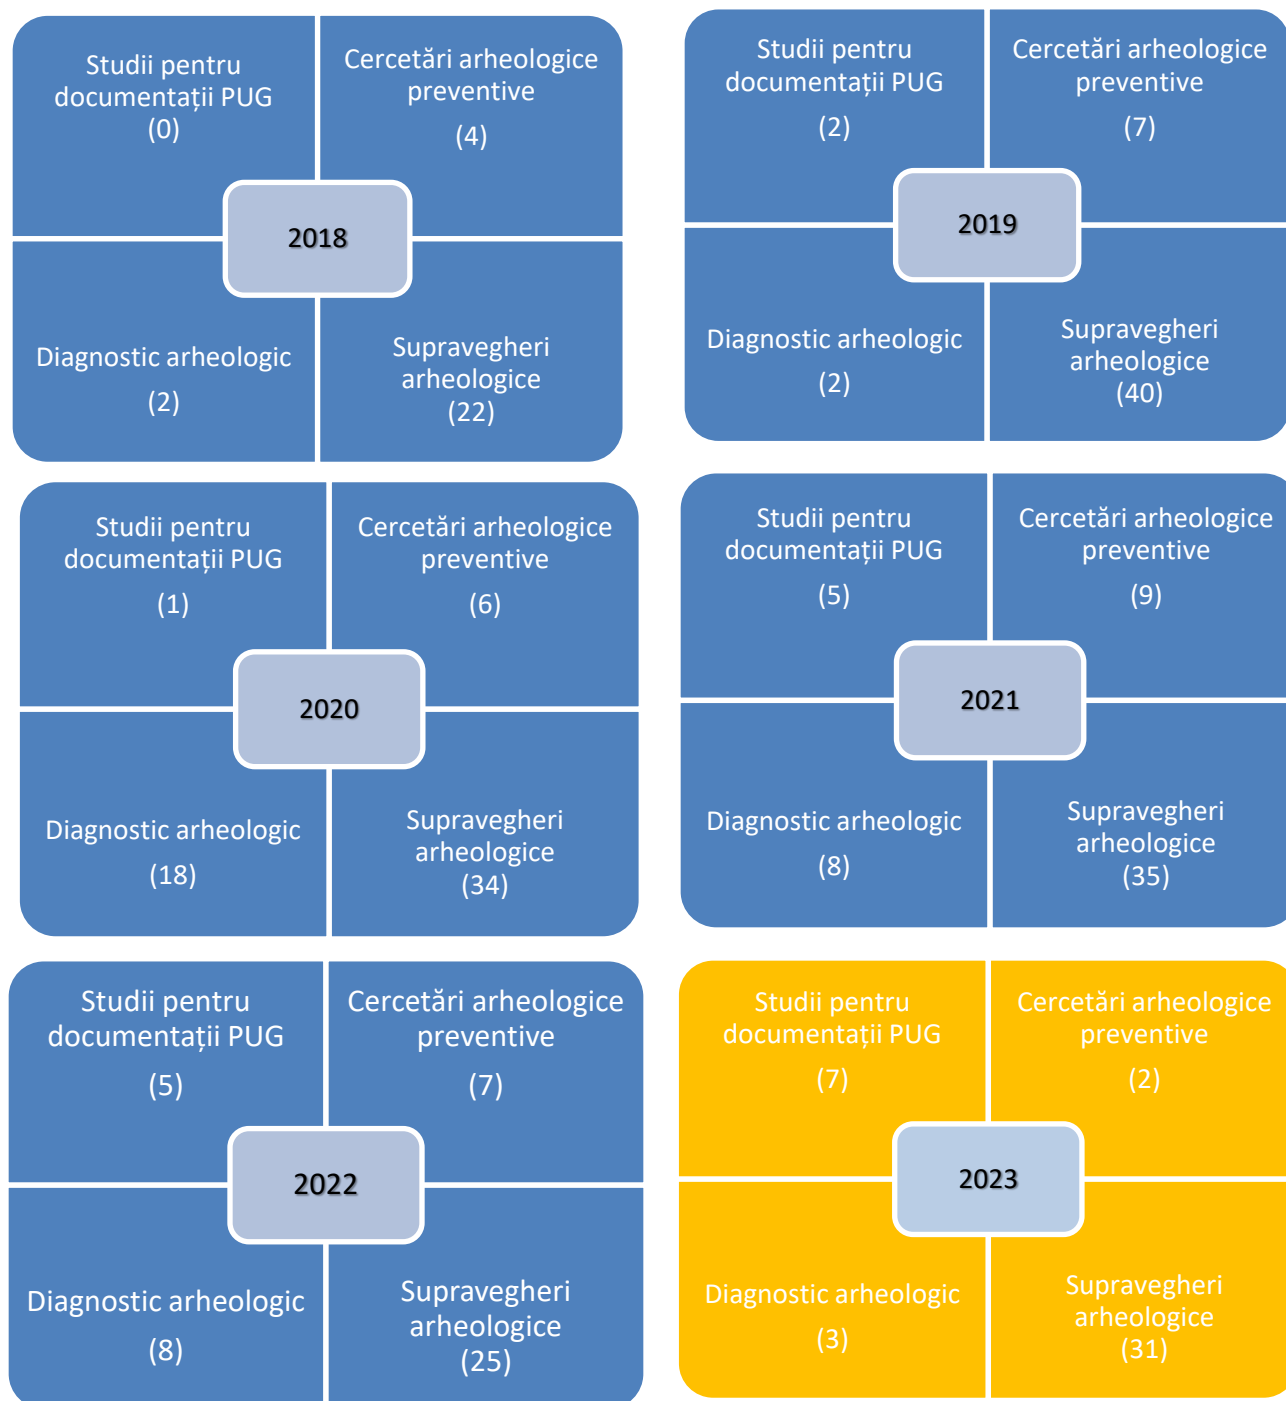 Studii pentru
documentații PUG
(0)
Cercetări arheologice
preventive
(4)
2018
Diagnostic arheologic
(2)
Supravegheri
arheologice
(22)
Studii pentru
documentații PUG
(2)
Cercetări arheologice
preventive
(7)
2019
Diagnostic arheologic
(2)
Supravegheri
arheologice
(40)
Studii pentru
documentații PUG
(1)
Cercetări arheologice
preventive
(6)
2020
Diagnostic arheologic
(18)
Supravegheri
arheologice
(34)
Studii pentru
documentații PUG
(5)
Cercetări arheologice
preventive
(9)
2021
Diagnostic arheologic
(8)
Supravegheri
arheologice
(35)
Studii pentru
documentații PUG
(5)
Cercetări arheologice
preventive
(7)
2022
Diagnostic arheologic
(8)
Supravegheri
arheologice
(25)
Studii pentru
documentații PUG
(7)
Cercetări arheologice
preventive
(2)
2023
Diagnostic arheologic
(3)
Supravegheri
arheologice
(31)